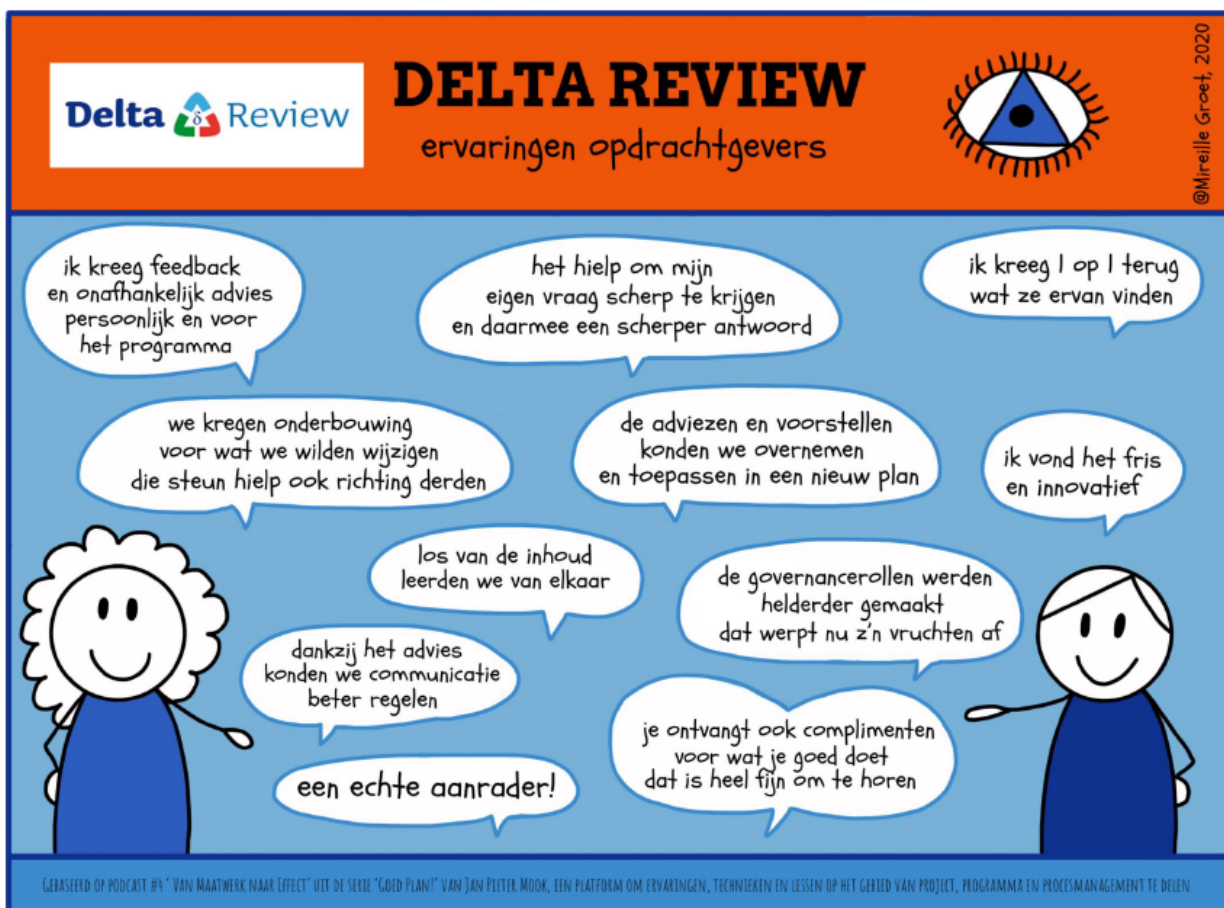 Delta δ Review
DELTA REVIEW
ervaringen opdrachtgevers
@Mireille Groet, 2020
ik kreeg feedback
en onafhankelijk advies
persoonlijk en voor
het programma
het hielp om mijn
eigen vraag scherp te krijgen
en daarmee een scherper antwoord
ik kreeg 1 op 1 terug
wat ze ervan vinden
we kregen onderbouwing
voor wat we wilden wijzigen
die steun hielp ook richting derden
de adviezen en voorstellen
konden we overnemen
en toepassen in een nieuw plan
ik vond het fris
en innovatief
los van de inhoud
leerden we van elkaar
de governancerollen werden
helderder gemaakt
dat werpt nu z'n vruchten af
dankzij het advies
konden we communicatie
beter regelen
je ontvangt ook complimenten
voor wat je goed doet
dat is heel fijn om te horen
een echte aanrader!
Gebaseerd op podcast #4 " Van Maatwerk naar Effect" uit de serie "Goed Plan!" van Jan Pieter Mook, een platform om ervaringen, technieken en lessen op het gebied van project, programma en procesmanagement te delen.